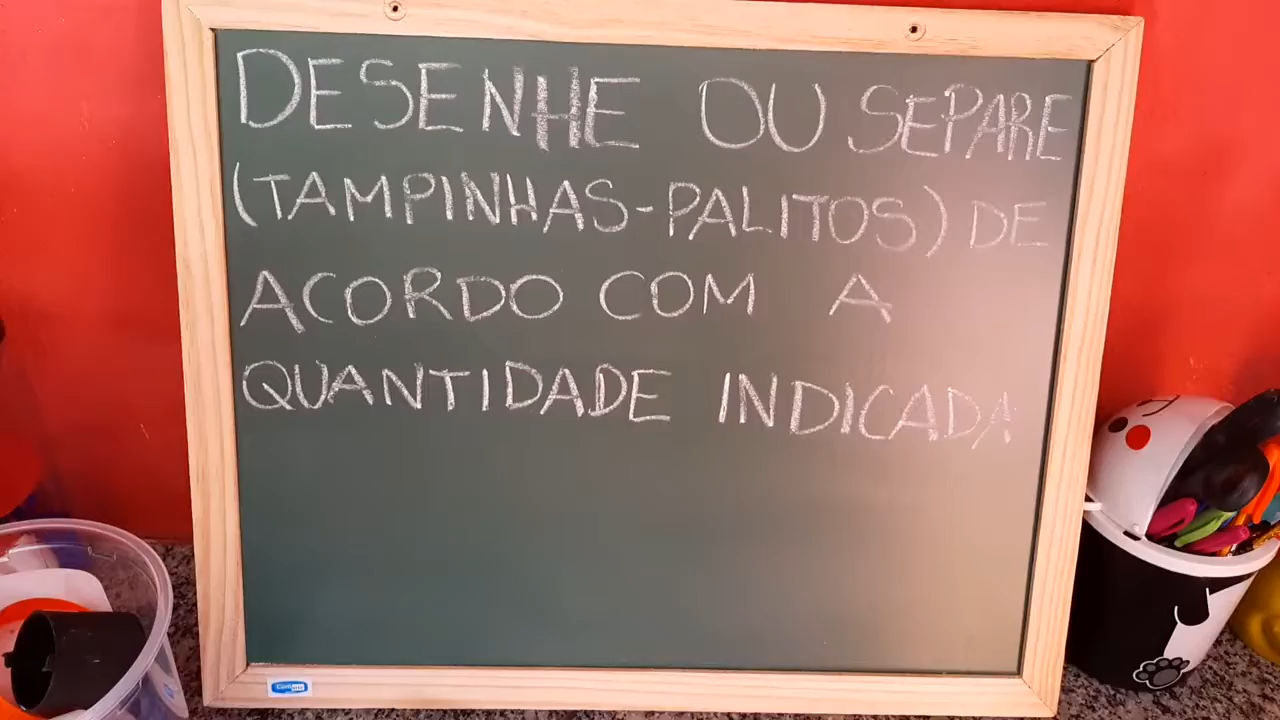 DESENHE OU SEPARE
(TAMPINHAS-PALITOS) DE
ACORDO COM A
QUANTIDADE INDICADA